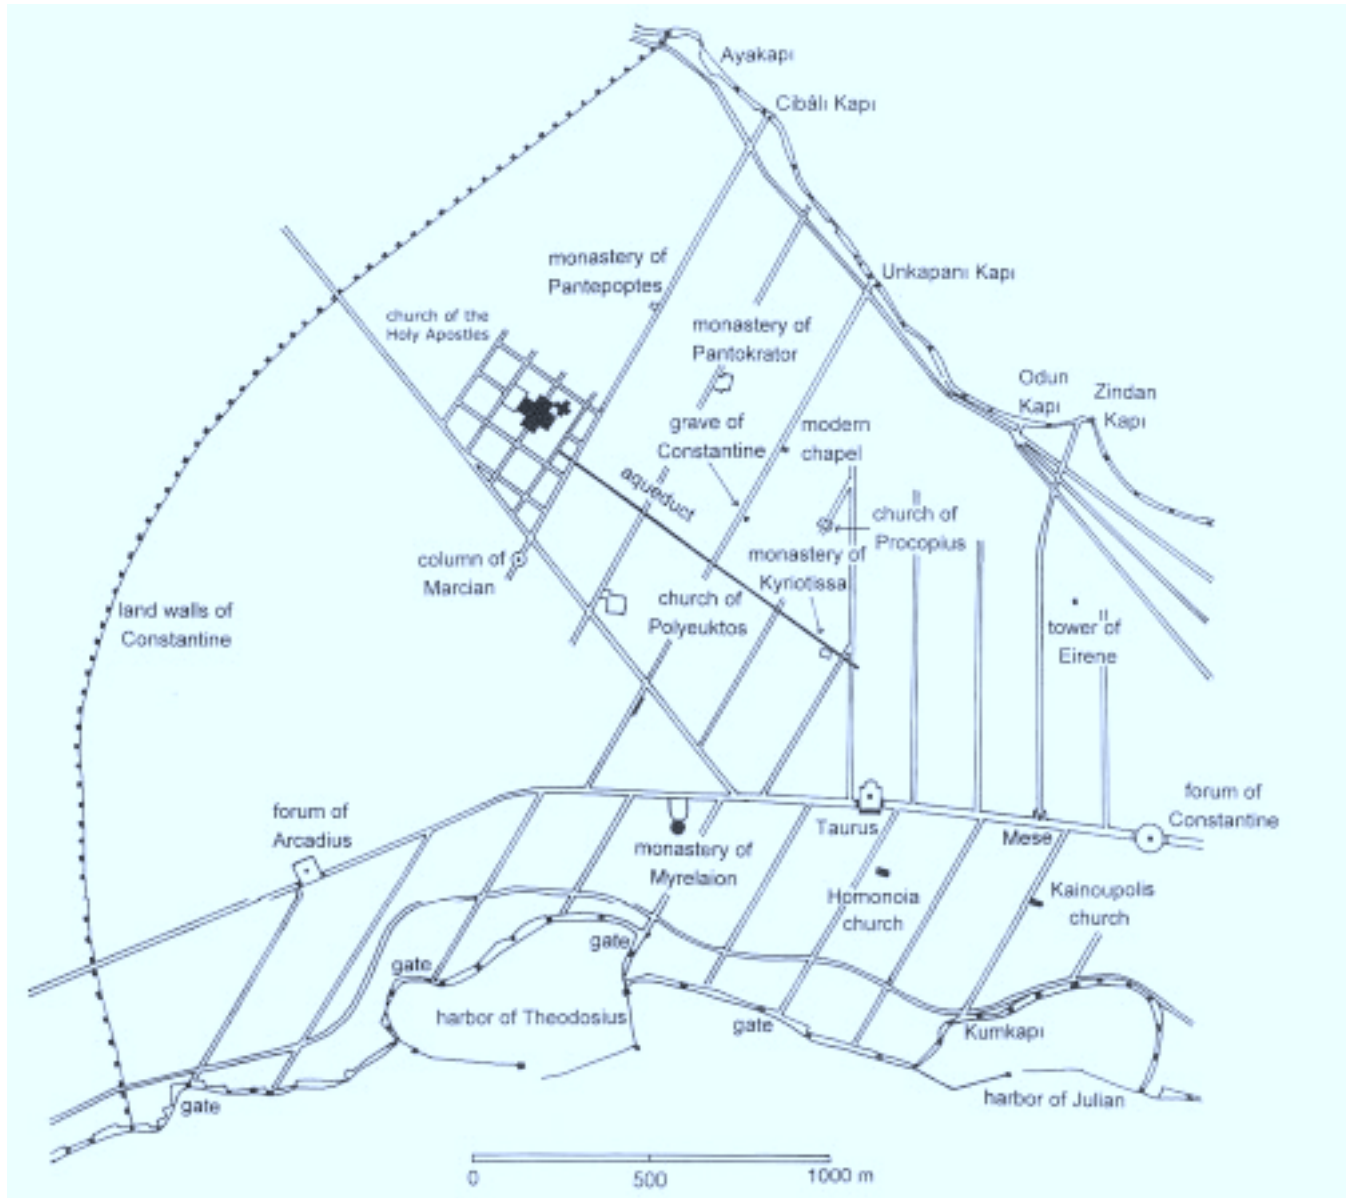 Ayakapı
Cibâlı Kapı
monastery of
Pantepoptes
Unkapanı Kapı
church of the
Holy Apostles
monastery of
Pantokrator
Odun
Kapı
Zindan
Kapı
grave of
Constantine
modern
chapel
aqueduct
church of
Procopius
column of
Marcian
monastery of
Kyriotissa
church of
Polyeuktos
land walls of
Constantine
tower of
Eirene
forum of
Arcadius
forum of
Constantine
Taurus
Mese
monastery of
Myrelaion
Homonoia
church
Kainoupolis
church
gate
gate
harbor of Theodosius
gate
Kumkapı
harbor of Julian
gate
0
500
1000 m